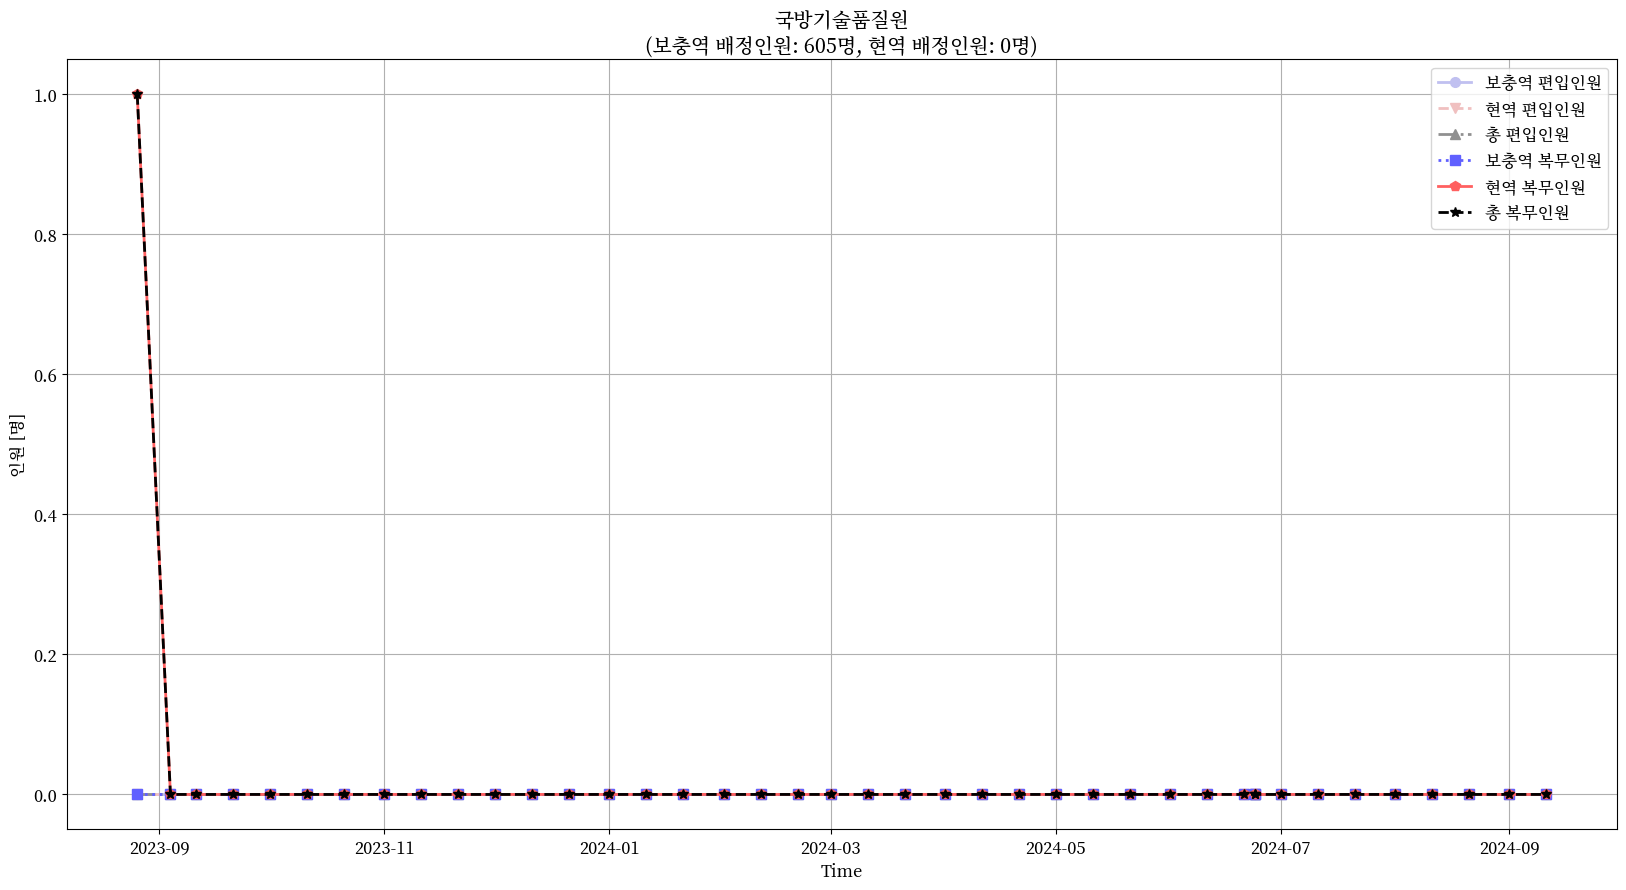 국방기술품질원
(보충역 배정인원: 605명, 현역 배정인원: 0명)
보충역 편입인원
현역 편입인원
총 편입인원
보충역 복무인원
현역 복무인원
총 복무인원
인원 [명]
1.0
0.8
0.6
0.4
0.2
0.0
2023-09
2023-11
2024-01
2024-03
2024-05
2024-07
2024-09
Time